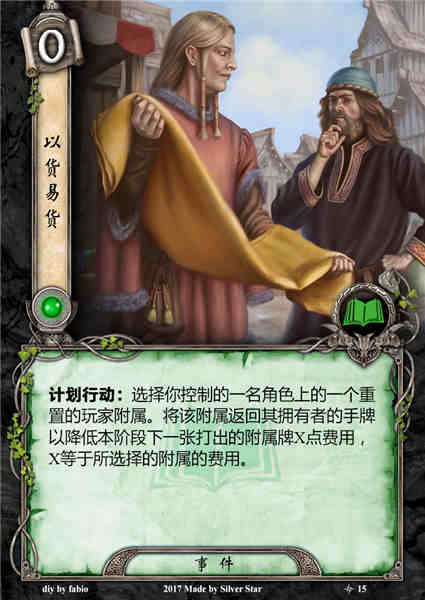 0
以货易货
计划行动：选择你控制的一名角色上的一个重
置的玩家附属。将该附属返回其拥有者的手牌
以降低本阶段下一张打出的附属牌X点费用，
X等于所选择的附属的费用。
事件
diy by fabio 2017 Made by Silver Star 15